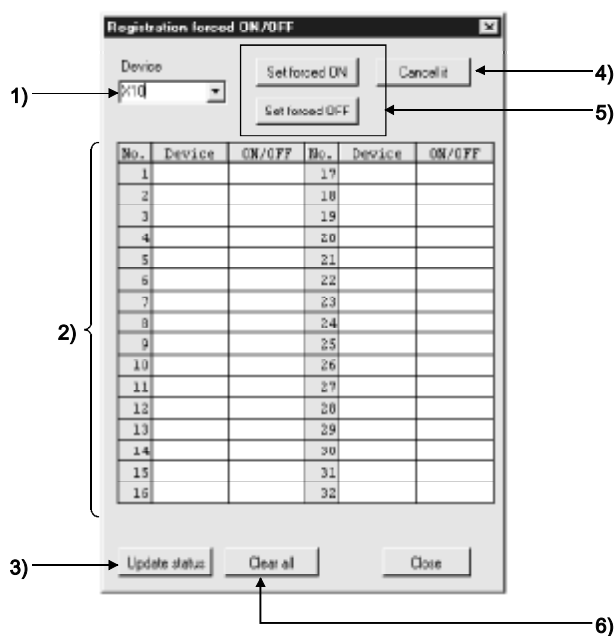 Registration forced ON/OFF
Device
Set forced ON
Cancel it
4)
1)
X10
5)
Set forced OFF
No. Device ON/OFF No. Device ON/OFF
1 17
2 18
3 19
4 20
5 21
6 22
7 23
2)
8 24
9 25
10 26
11 27
12 28
13 29
14 30
15 31
16 32
3)
Update status
Clear all
Close
6)